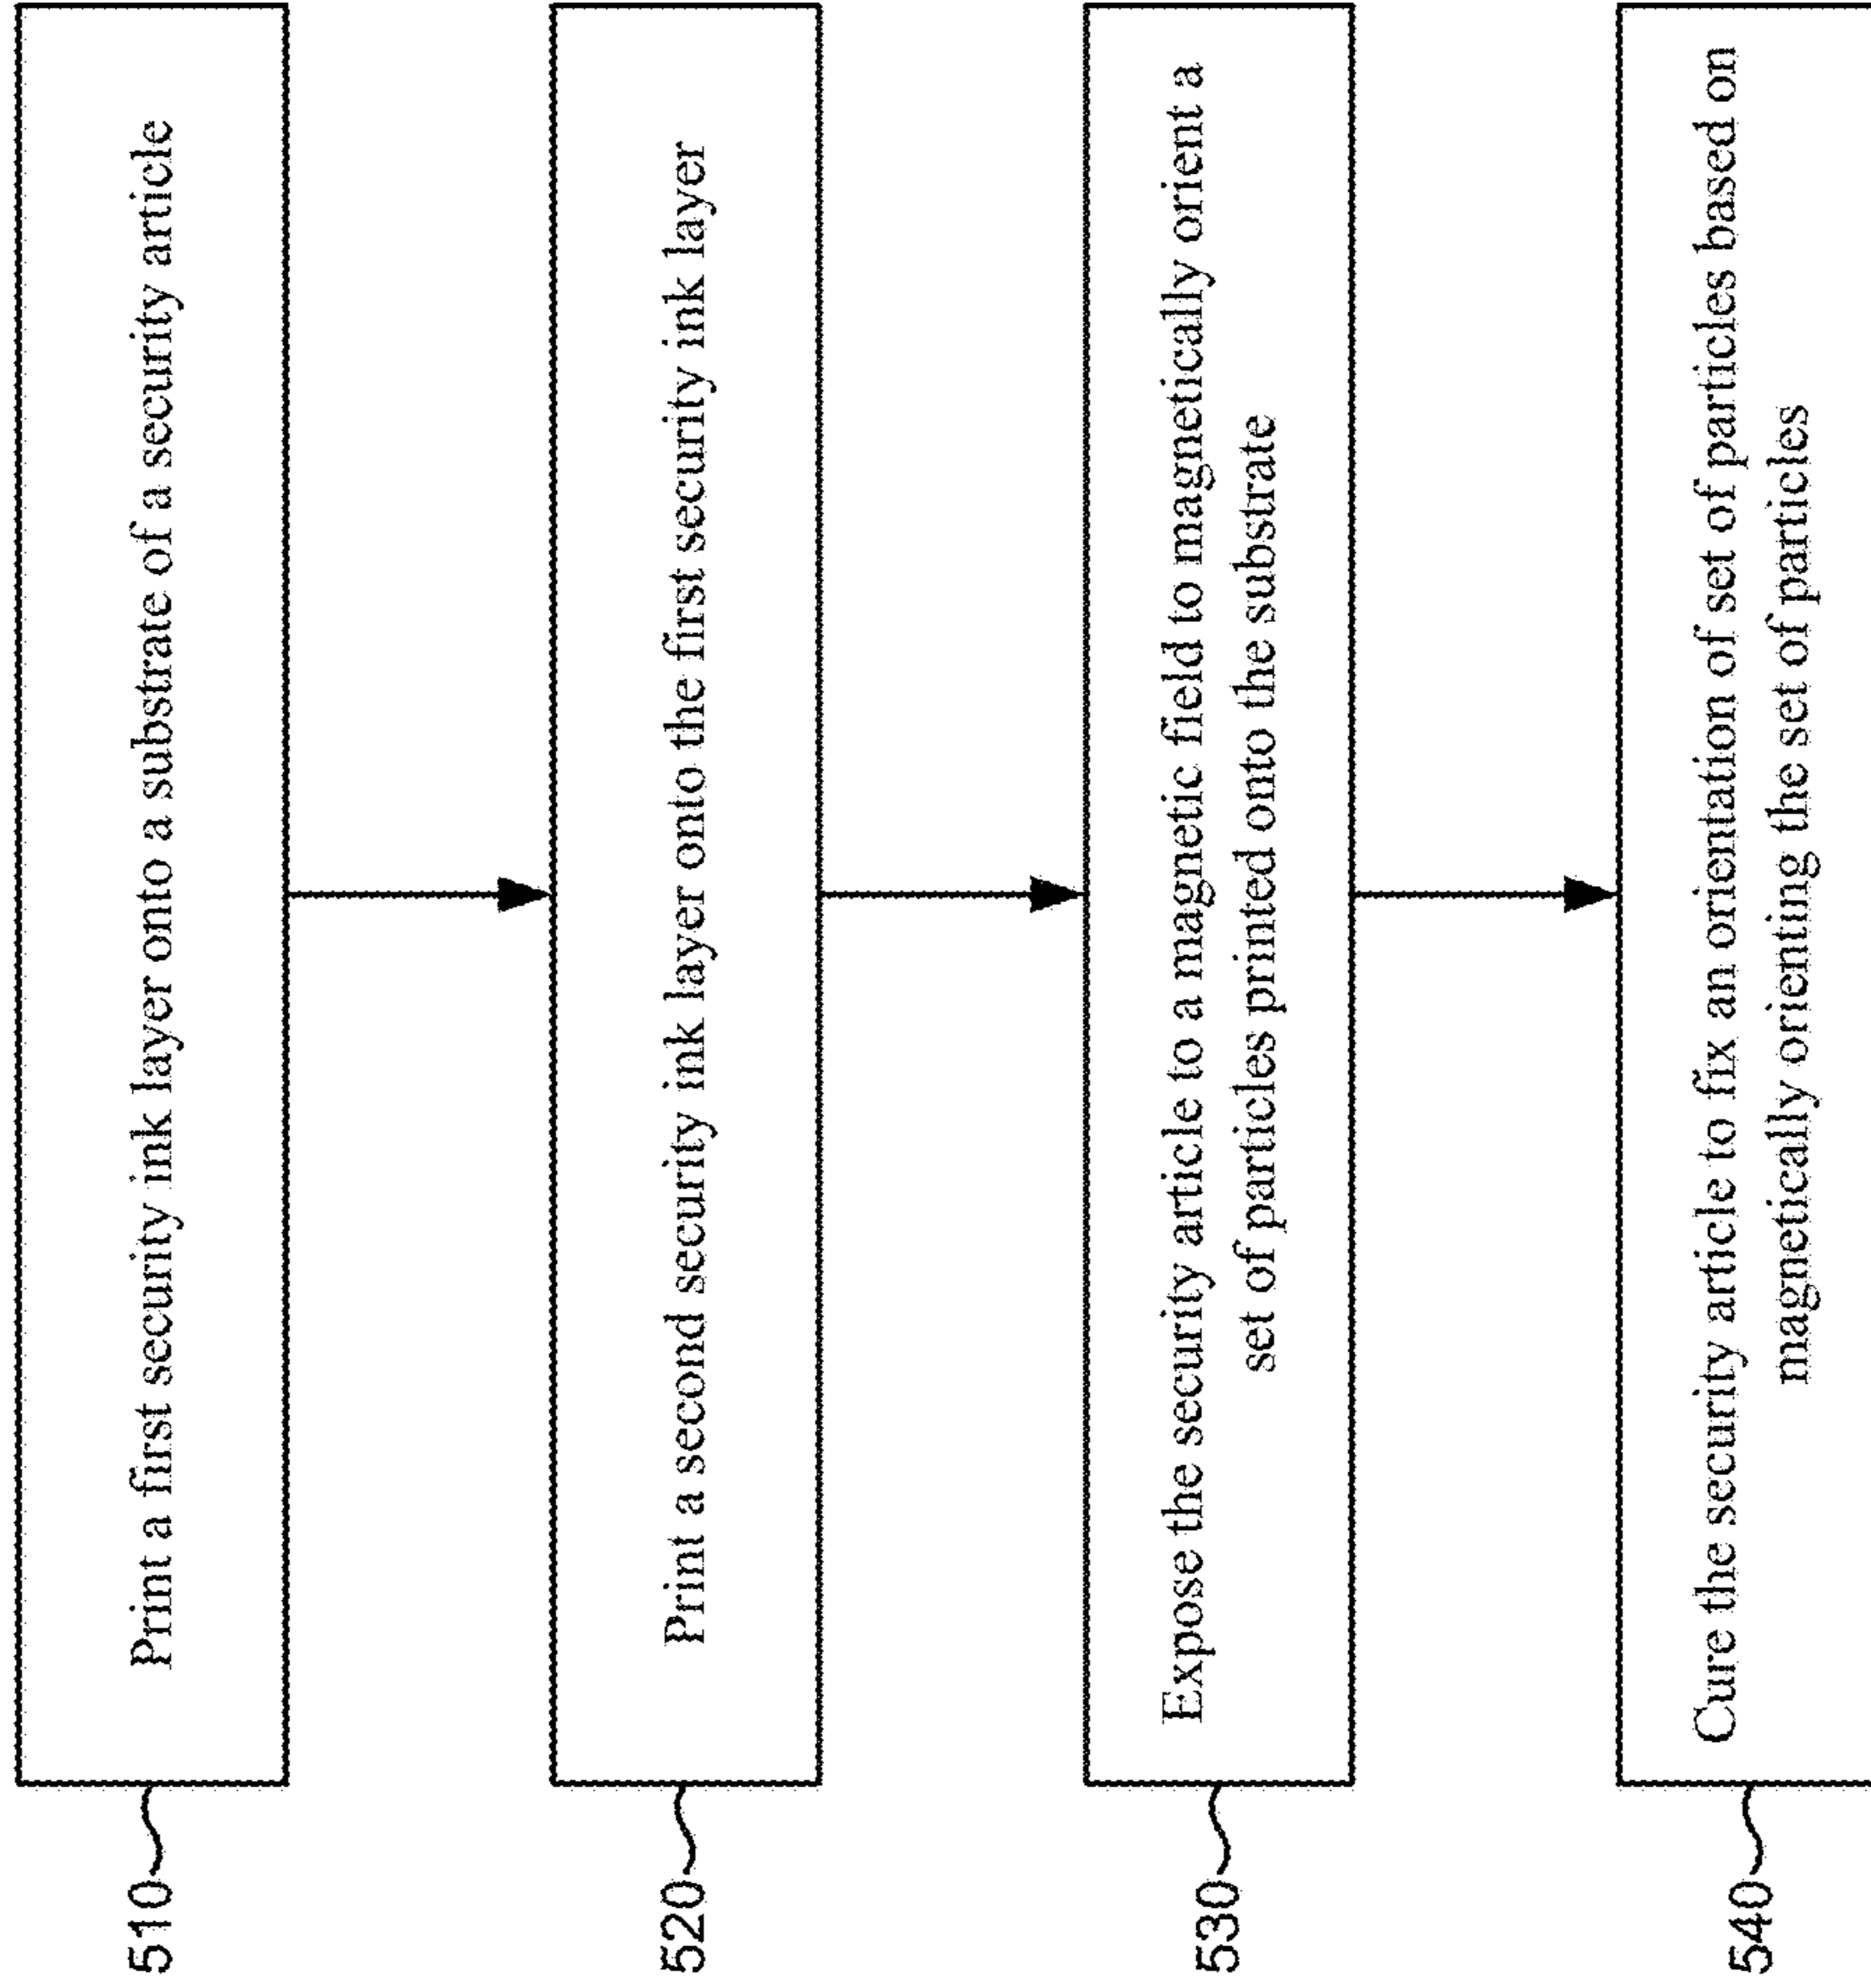 510
Print a first security ink layer onto a substrate of a security article
520
Print a second security ink layer onto the first security ink layer
530
Expose the security article to a magnetic field to magnetically orient a
set of particles printed onto the substrate
540
Cure the security article to fix an orientation of set of particles based on
magnetically orienting the set of particles